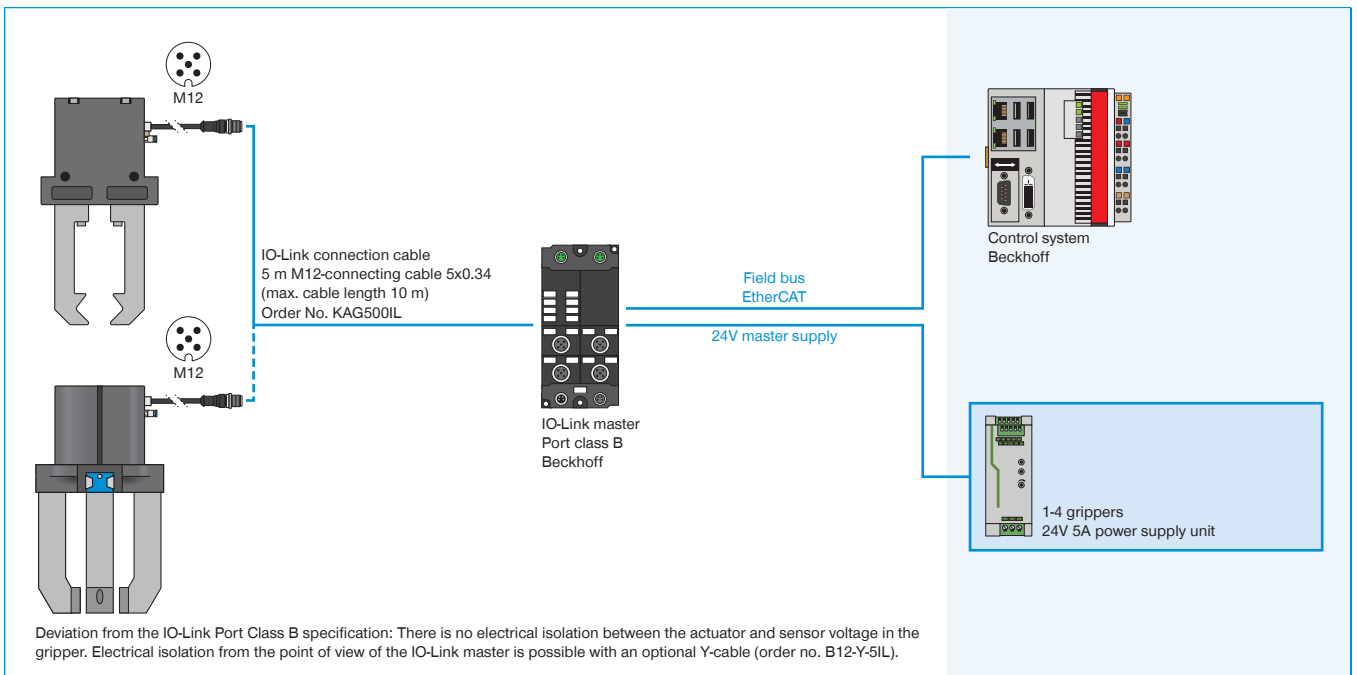 M12
IO-Link connection cable
5 m M12-connecting cable 5x0.34
(max. cable length 10 m)
Order No. KAG500IL
M12
IO-Link master
Port class B
Beckhoff
Field bus
EtherCAT
24V master supply
Control system
Beckhoff
1-4 grippers
24V 5A power supply unit
Deviation from the IO-Link Port Class B specification: There is no electrical isolation between the actuator and sensor voltage in the
gripper. Electrical isolation from the point of view of the IO-Link master is possible with an optional Y-cable (order no. B12-Y-5IL).